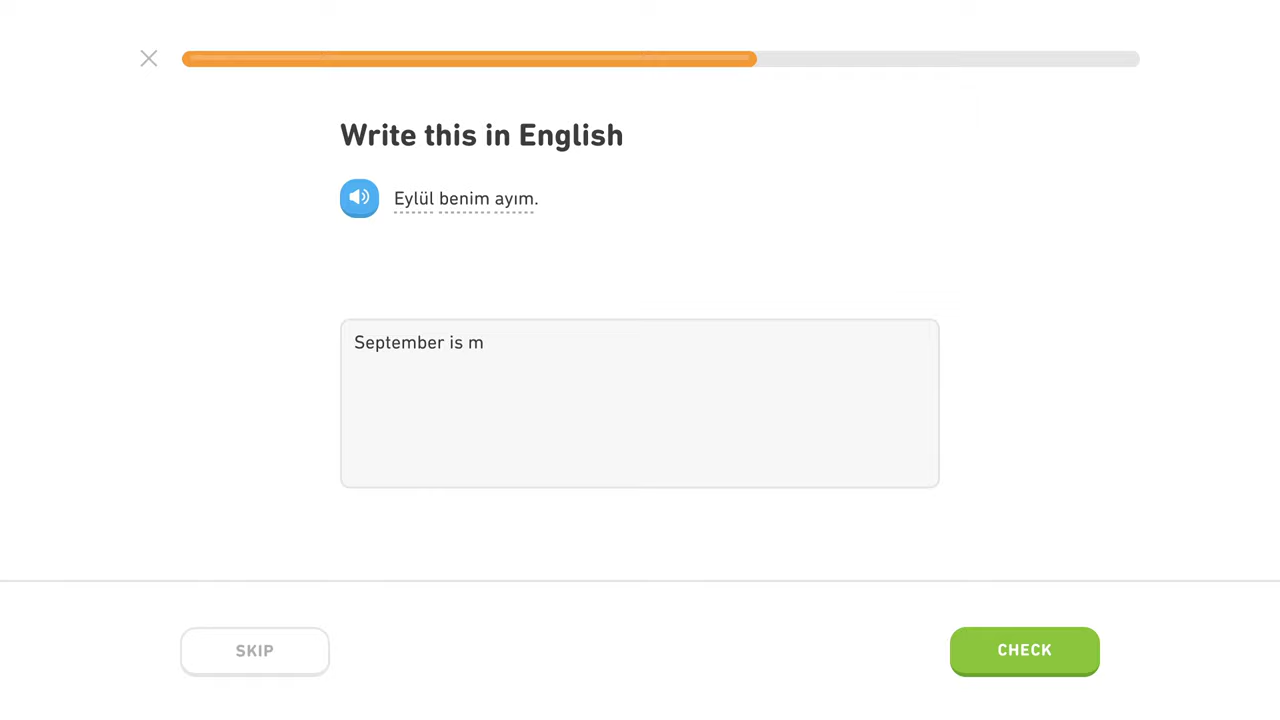 Write this in English
Eylül benim ayım.
September is m
SKIP
CHECK